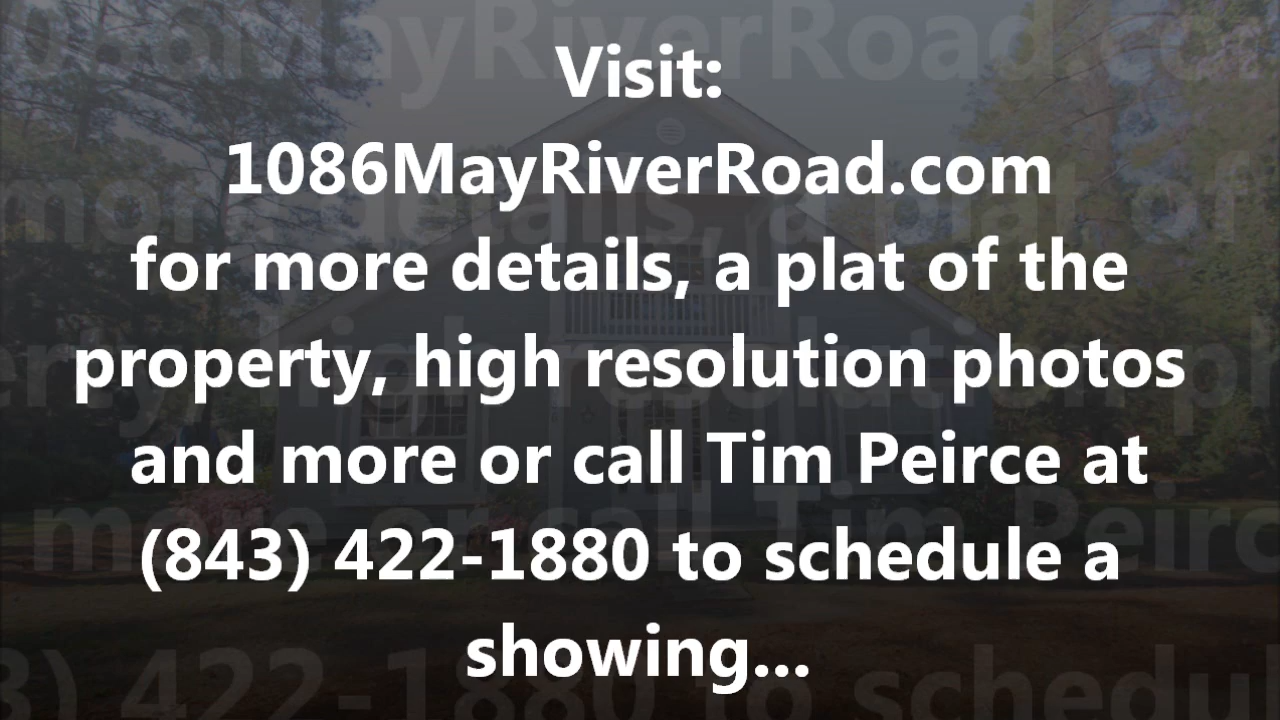 Visit:
1086MayRiverRoad.com
for more details, a plat of the
property, high resolution photos
and more or call Tim Peirce at
(843) 422-1880 to schedule a
showing...